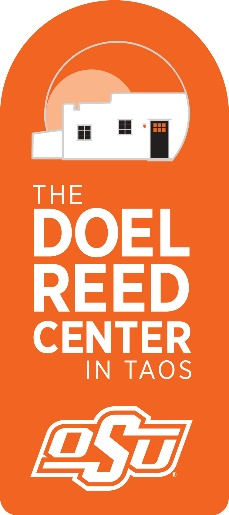 THE
DOEL
REED
CENTER
IN TAOS
OSU
®